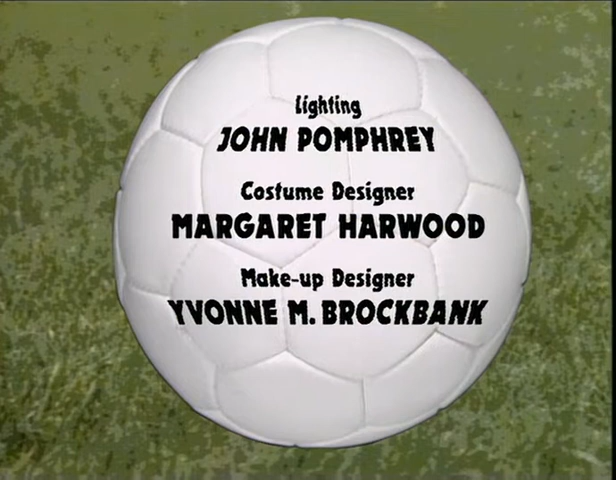 Lighting
JOHN POMPHREY
Costume Designer
MARGARET HARWOOD
Make-up Designer
YVONNE M. BROCKBANK